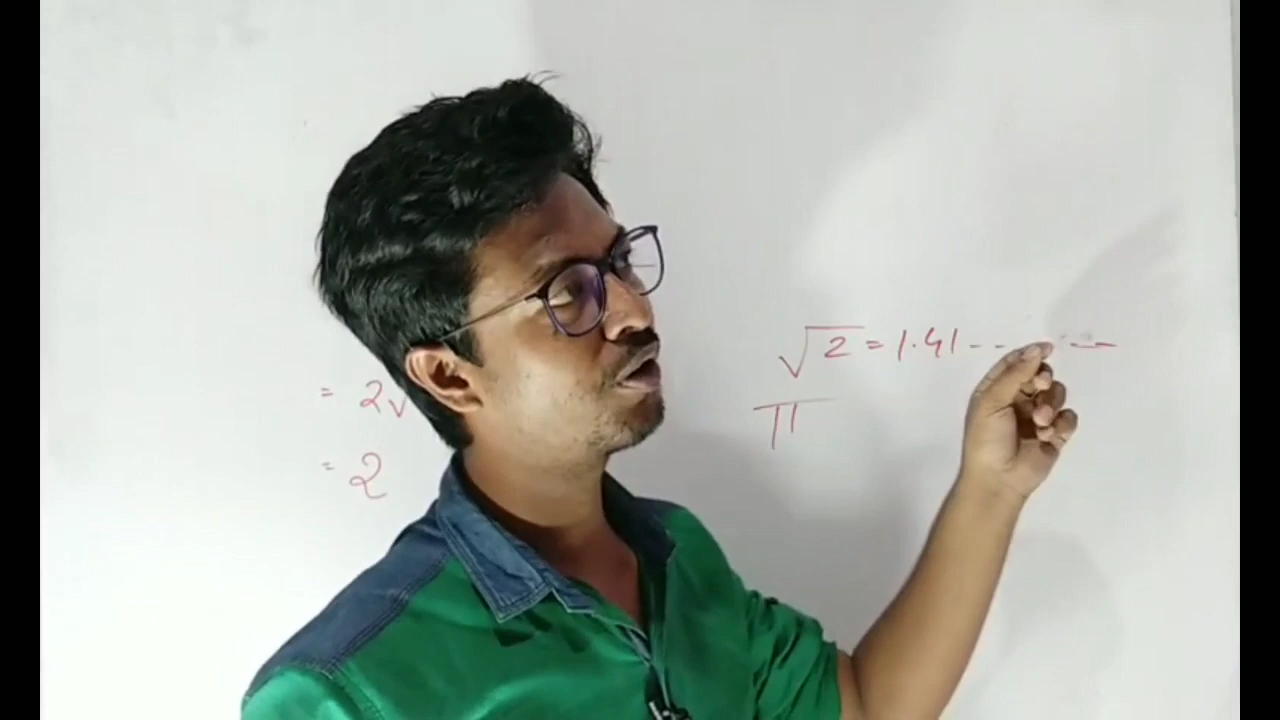 √2 = 1.41 -- --
π
= 2√
= 2